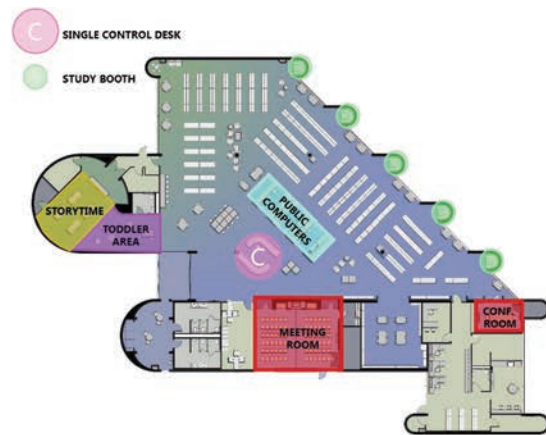 C
SINGLE CONTROL DESK
STUDY BOOTH
STORYTIME
TODDLER
AREA
PUBLIC
COMPUTERS
C
MEETING
ROOM
CONF.
ROOM